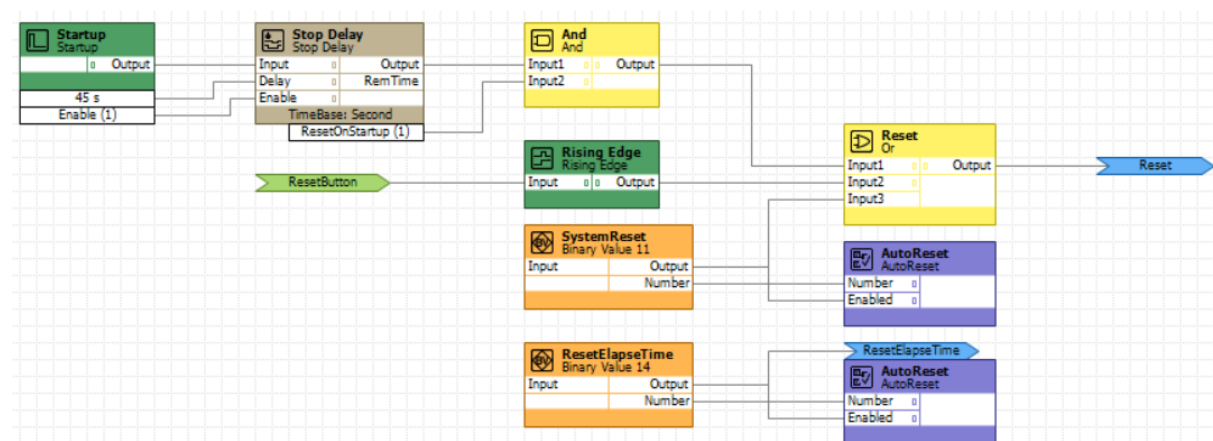 Startup
Startup
Output
45 s
Enable (1)
Stop Delay
Stop Delay
Input Output
Delay RemTime
Enable
TimeBase: Second
ResetOnStartup (1)
And
And
Input1 Output
Input2
ResetButton
Rising Edge
Rising Edge
Input Output
Reset
Or
Input1 Output
Input2
Input3
Reset
SystemReset
Binary Value 11
Input Output
Number
AutoReset
AutoReset
Number
Enabled
ResetElapseTime
Binary Value 14
Input Output
Number
ResetElapseTime
AutoReset
AutoReset
Number
Enabled